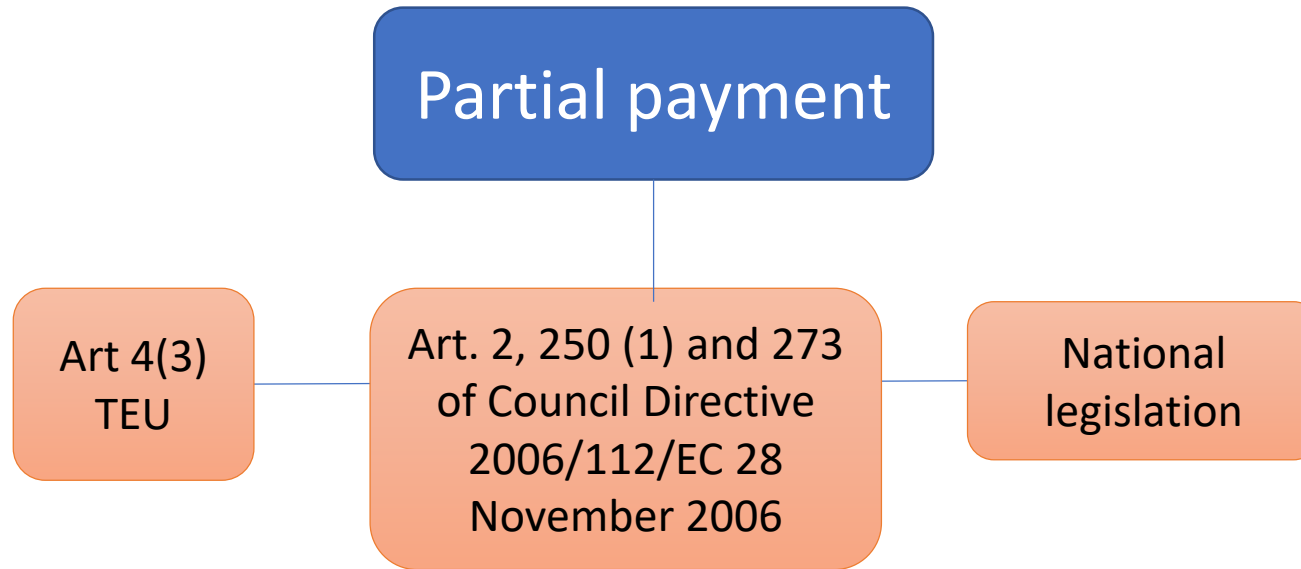 Partial payment
Art 4(3)
TEU
Art. 2, 250 (1) and 273
of Council Directive
2006/112/EC 28
November 2006
National
legislation